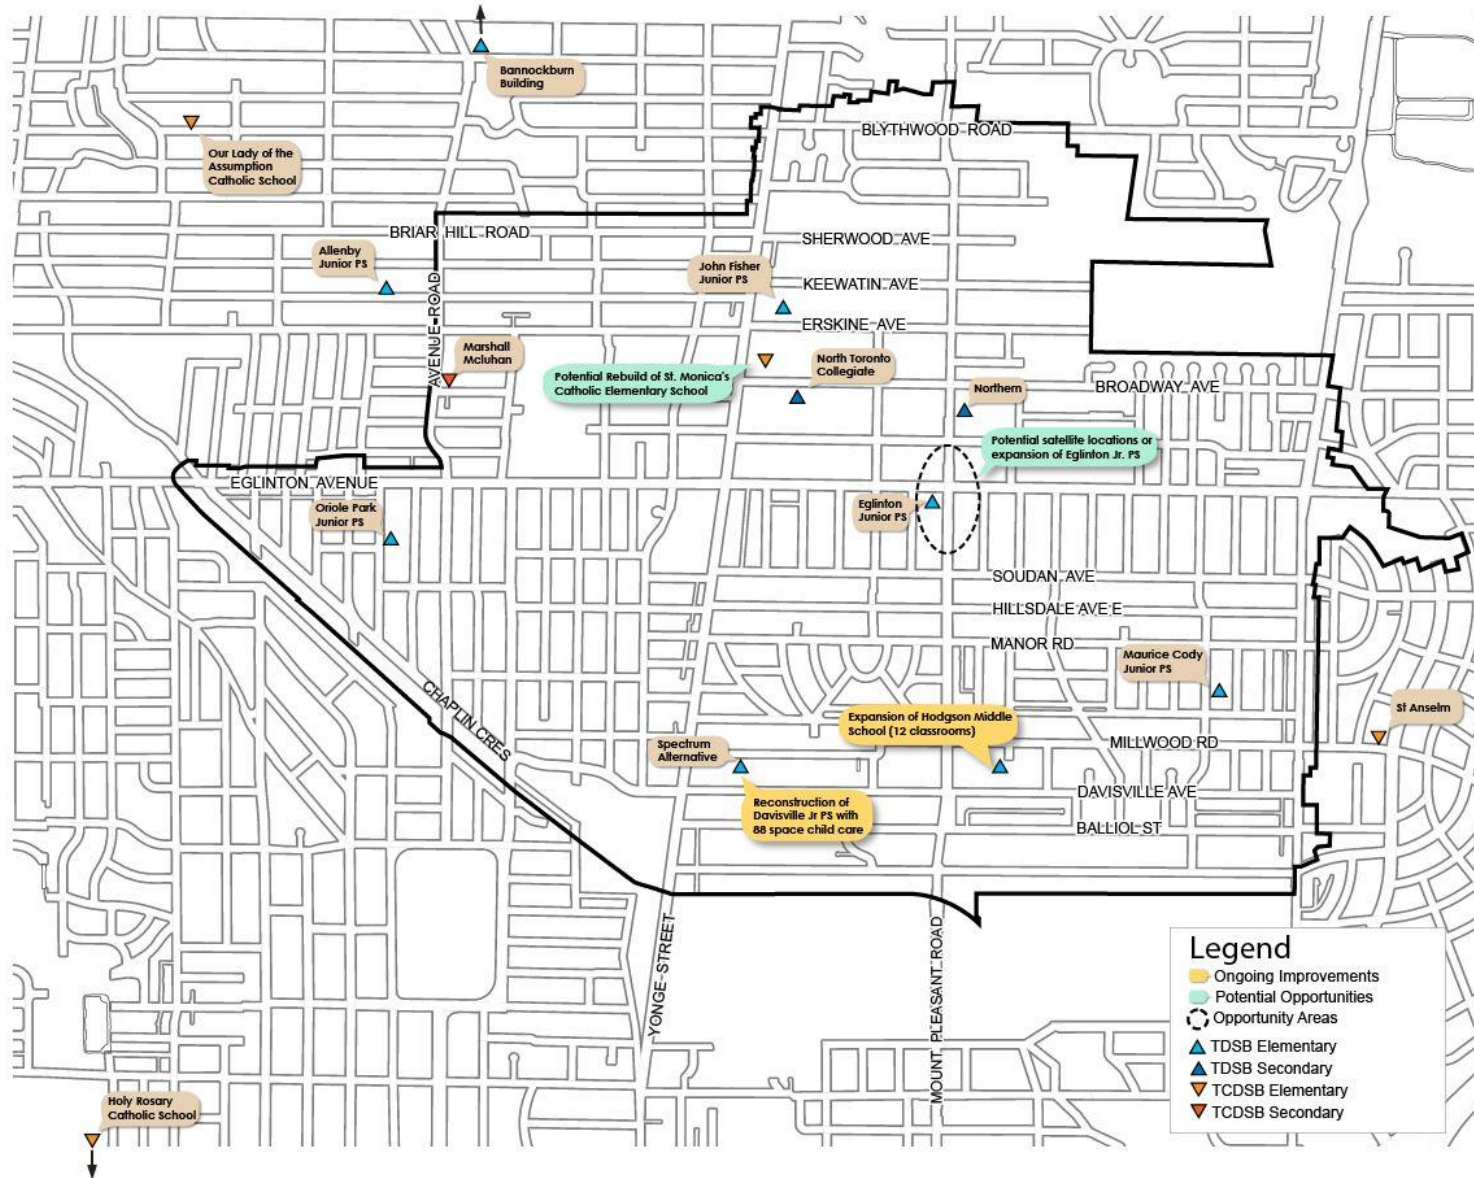 Bannockburn
Building
BLYTHWOOD ROAD
Our Lady of the
Assumption
Catholic School
BRIAR HILL ROAD
SHERWOOD AVE
Allenby
Junior PS
John Fisher
Junior PS
KEEWATIN AVE
AVENUE ROAD
ERSKINE AVE
Marshall
Mcluhan
North Toronto
Collegiate
Potential Rebuild of St. Monica's
Catholic Elementary School
Northern
BROADWAY AVE
Potential satellite locations or
expansion of Eglinton Jr. PS
EGLINTON AVENUE
Oriole Park
Junior PS
Eglinton
Junior PS
SOUDAN AVE
HILLSDALE AVE E
MANOR RD
Maurice Cody
Junior PS
CHAPLIN CRES
St Anselm
Expansion of Hodgson Middle
School (12 classrooms)
MILLWOOD RD
Spectrum
Alternative
DAVISVILLE AVE
Reconstruction of
Davisville Jr PS with
88 space child care
BALLIOL ST
YONGE STREET
MOUNT PLEASANT ROAD
Legend
Ongoing Improvements
Potential Opportunities
Opportunity Areas
TDSB Elementary
TDSB Secondary
TCDSB Elementary
TCDSB Secondary
Holy Rosary
Catholic School